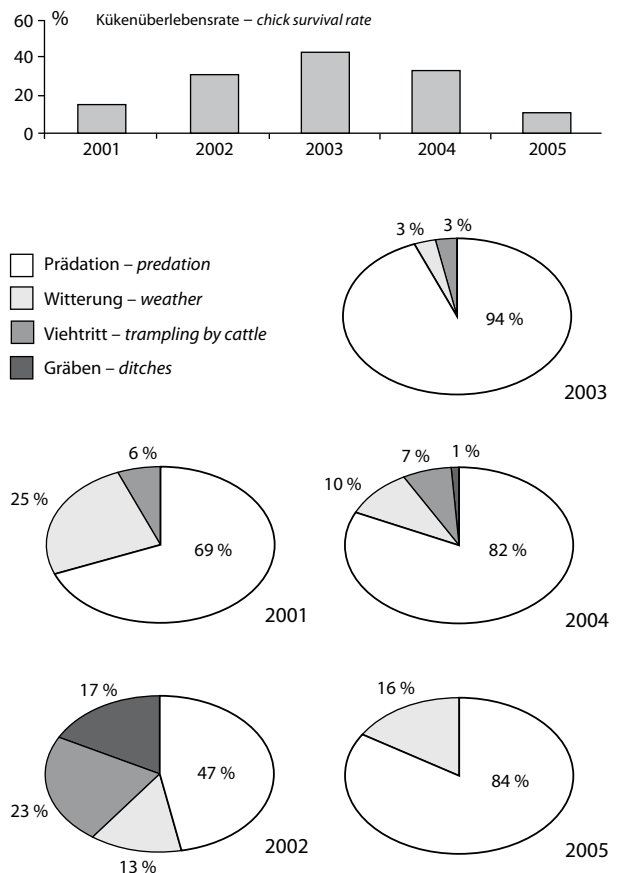 60 % Kükenüberlebensrate – chick survival rate
40
20
0
2001 2002 2003 2004 2005
Prädation – predation
Witterung – weather
Viehtritt – trampling by cattle
Gräben – ditches
3 % 3 %
94 %
2003
6 %
25 %
69 %
2001
7 % 1 %
10 %
82 %
2004
17 %
47 %
23 %
13 %
2002
16 %
84 %
2005